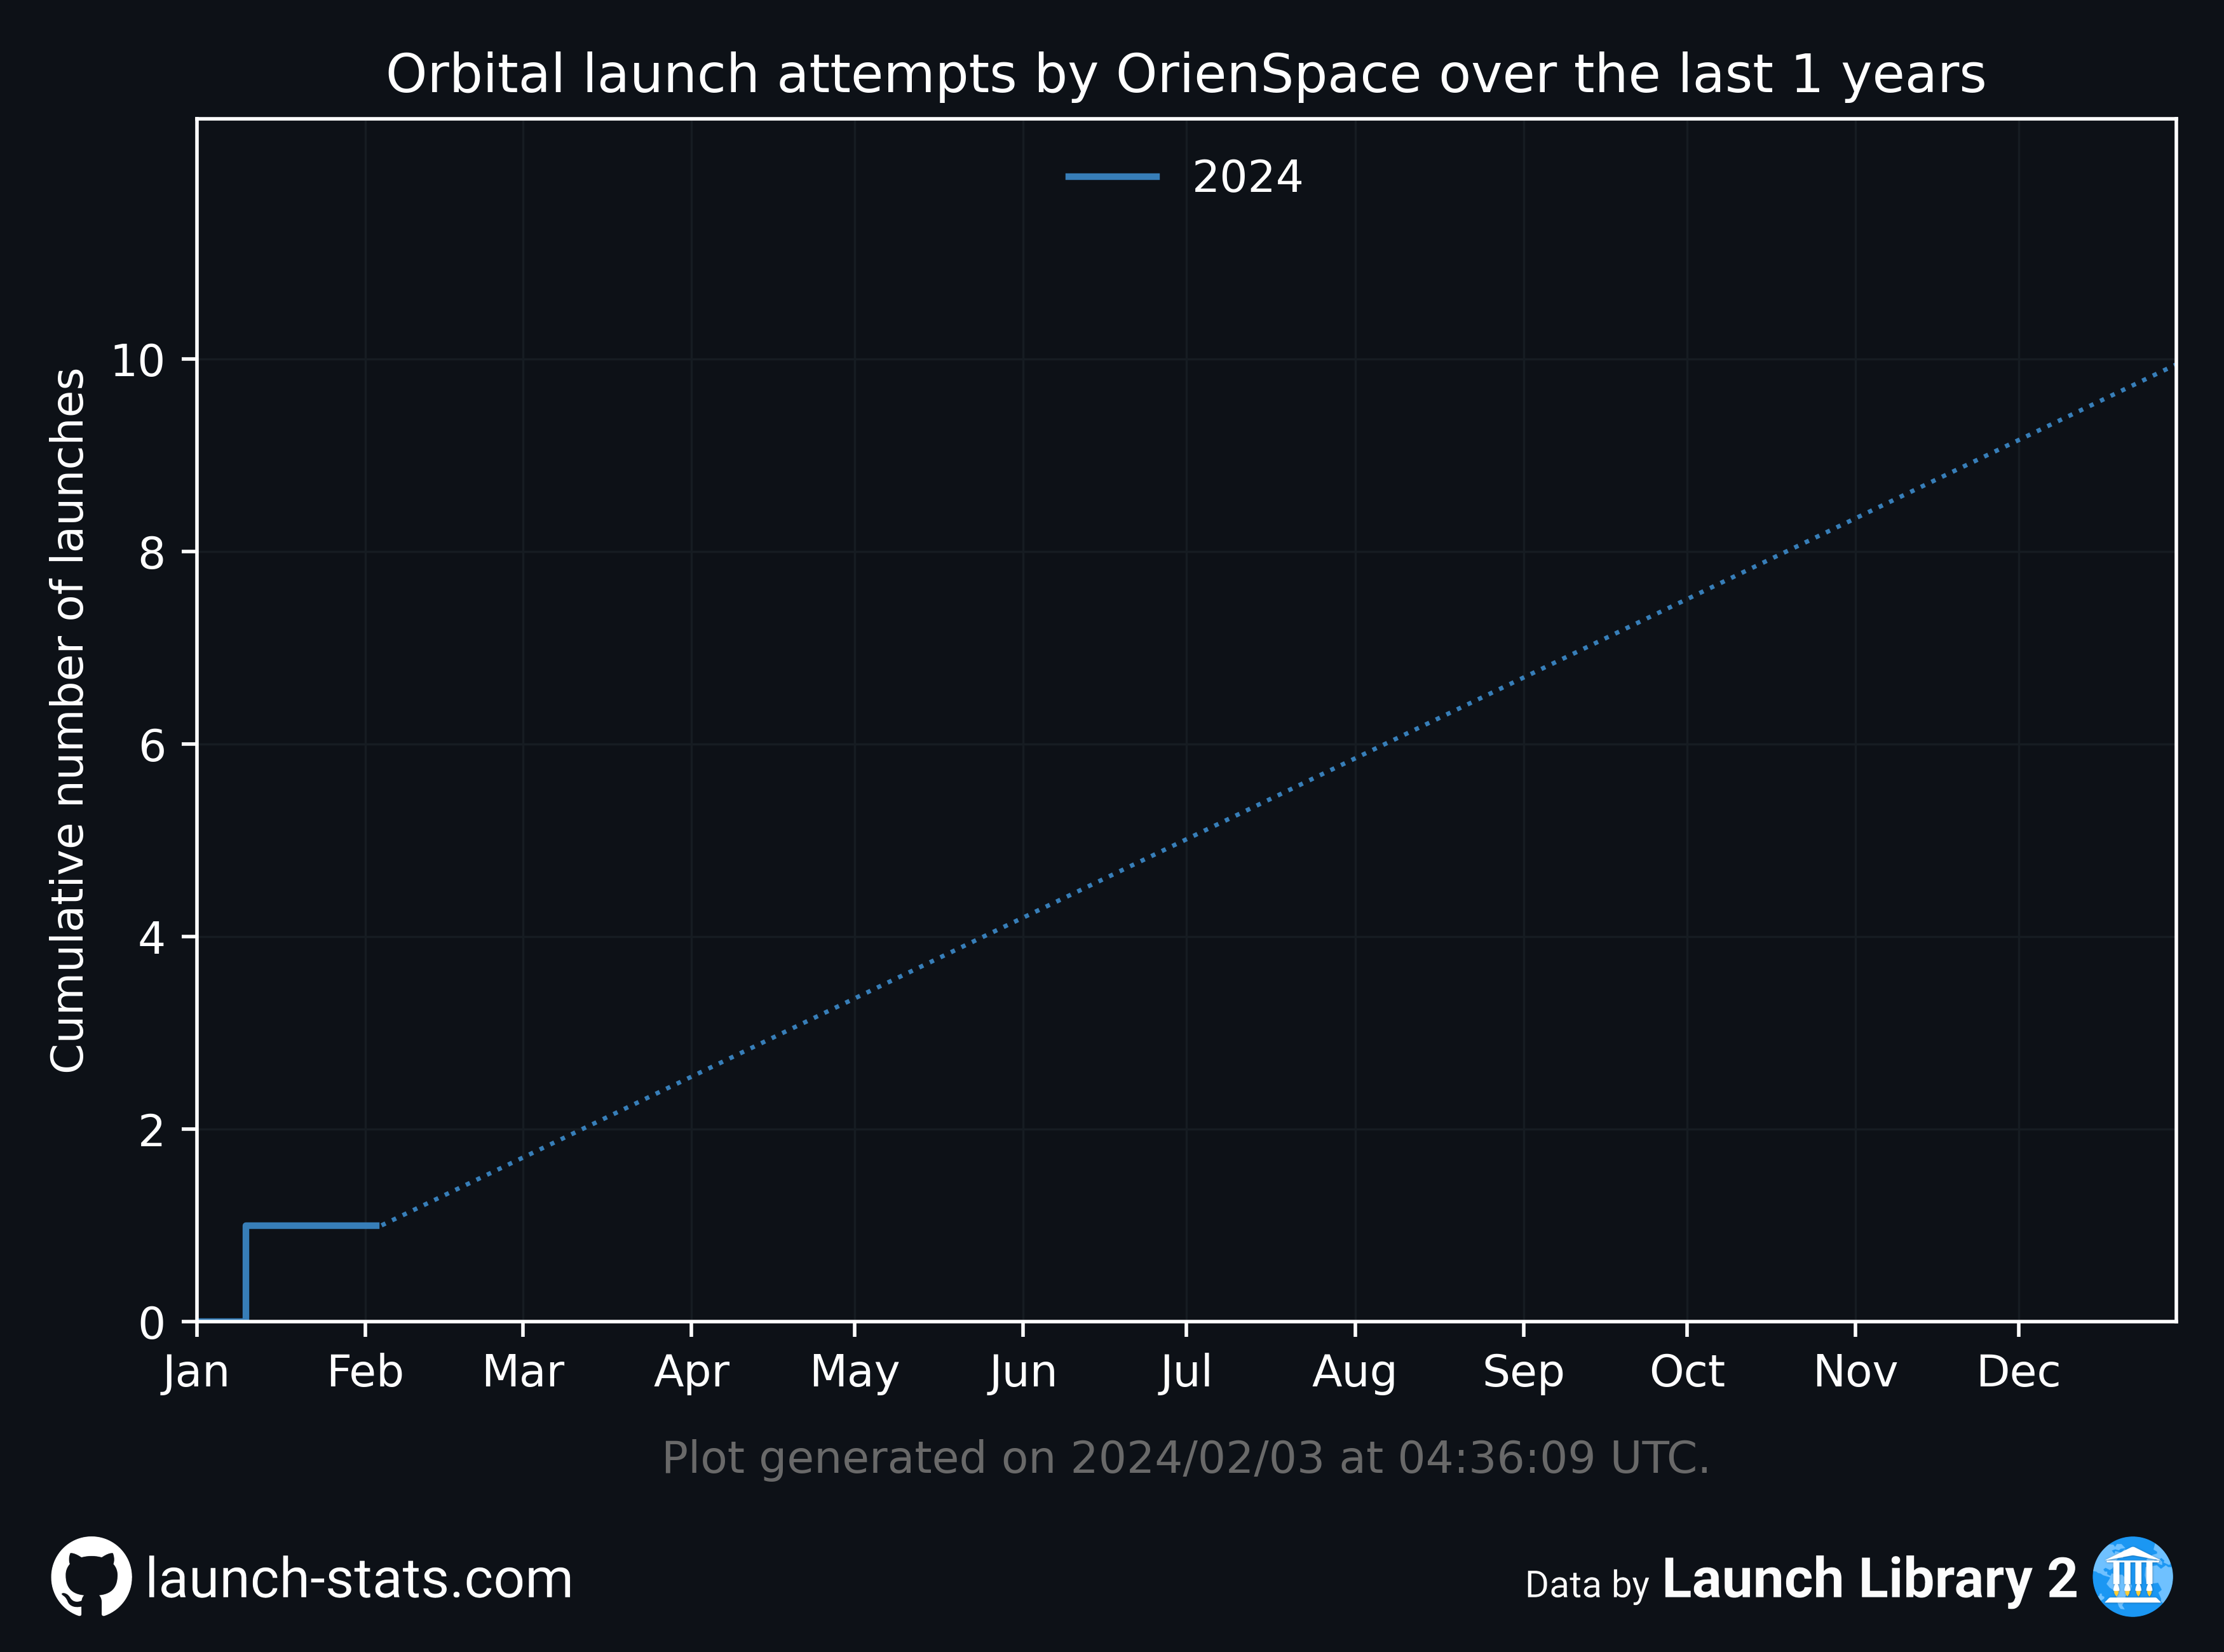 Orbital launch attempts by OrienSpace over the last 1 years
2024
Cumulative number of launches
10
8
6
4
2
0
Jan Feb Mar Apr May Jun Jul Aug Sep Oct Nov Dec
Plot generated on 2024/02/03 at 04:36:09 UTC.
launch-stats.com
Data by Launch Library 2